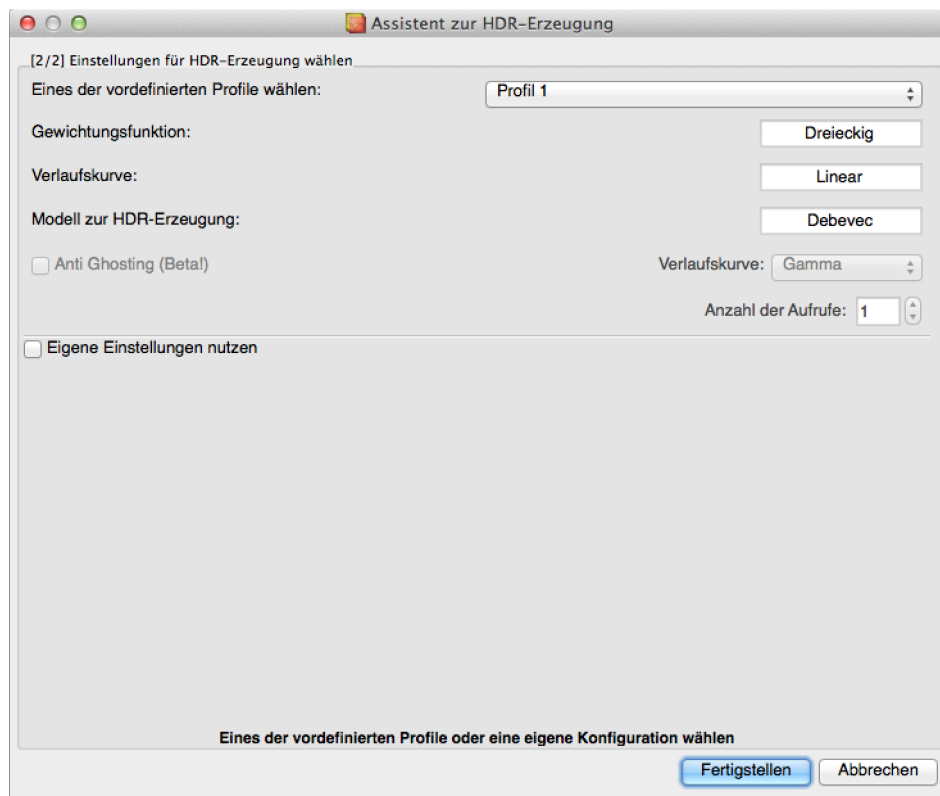 Assistent zur HDR-Erzeugung
[2/2] Einstellungen für HDR-Erzeugung wählen
Eines der vordefinierten Profile wählen: Profil 1
Gewichtungsfunktion: Dreieckig
Verlaufskurve: Linear
Modell zur HDR-Erzeugung: Debevec
Anti Ghosting (Beta!) Verlaufskurve: Gamma
Anzahl der Aufrufe: 1
Eigene Einstellungen nutzen
Eines der vordefinierten Profile oder eine eigene Konfiguration wählen
Fertigstellen Abbrechen